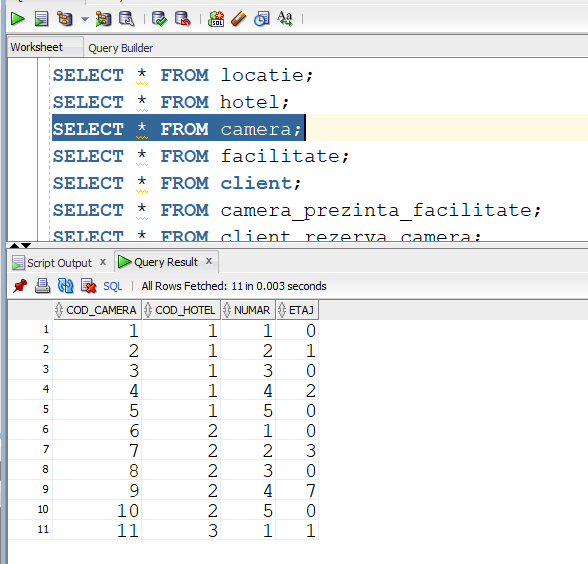 Worksheet Query Builder
SELECT * FROM locatie;
SELECT * FROM hotel;
SELECT * FROM camera;
SELECT * FROM facilitate;
SELECT * FROM client;
SELECT * FROM camera_prezinta_facilitate;
SELECT * FROM client_rezerva_camera;
Script Output x Query Result x
SQL | All Rows Fetched: 11 in 0.003 seconds
COD_CAMERA COD_HOTEL NUMAR ETAJ
1 1 1 1 0
2 2 1 2 1
3 3 1 3 0
4 4 1 4 2
5 5 1 5 0
6 6 2 1 0
7 7 2 2 3
8 8 2 3 0
9 9 2 4 7
10 10 2 5 0
11 11 3 1 1